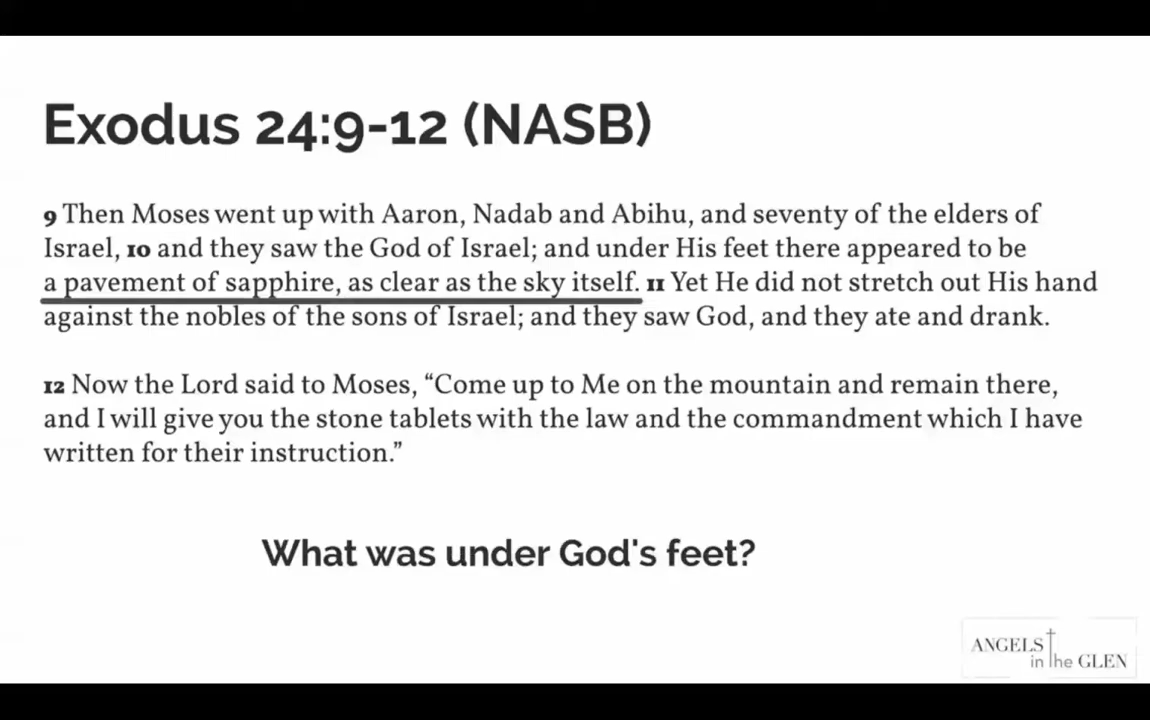 Exodus 24:9-12 (NASB)
9 Then Moses went up with Aaron, Nadab and Abihu, and seventy of the elders of
Israel, 10 and they saw the God of Israel; and under His feet there appeared to be
a pavement of sapphire, as clear as the sky itself. 11 Yet He did not stretch out His hand
against the nobles of the sons of Israel; and they saw God, and they ate and drank.
12 Now the Lord said to Moses, “Come up to Me on the mountain and remain there,
and I will give you the stone tablets with the law and the commandment which I have
written for their instruction.”
What was under God's feet?
ANGELS
in the GLEN